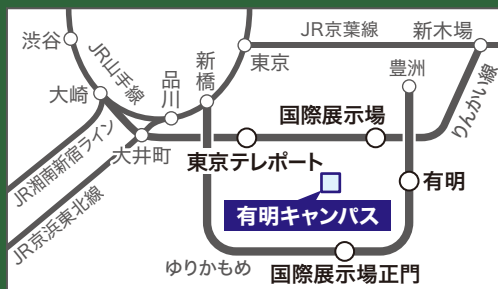 渋谷
JR山手線
品川
新橋
東京
JR京葉線
新木場
豊洲
りんかい線
大崎
大井町
国際展示場
東京テレポート
有明
有明キャンパス
JR湘南新宿ライン
JR京浜東北線
ゆりかもめ
国際展示場正門